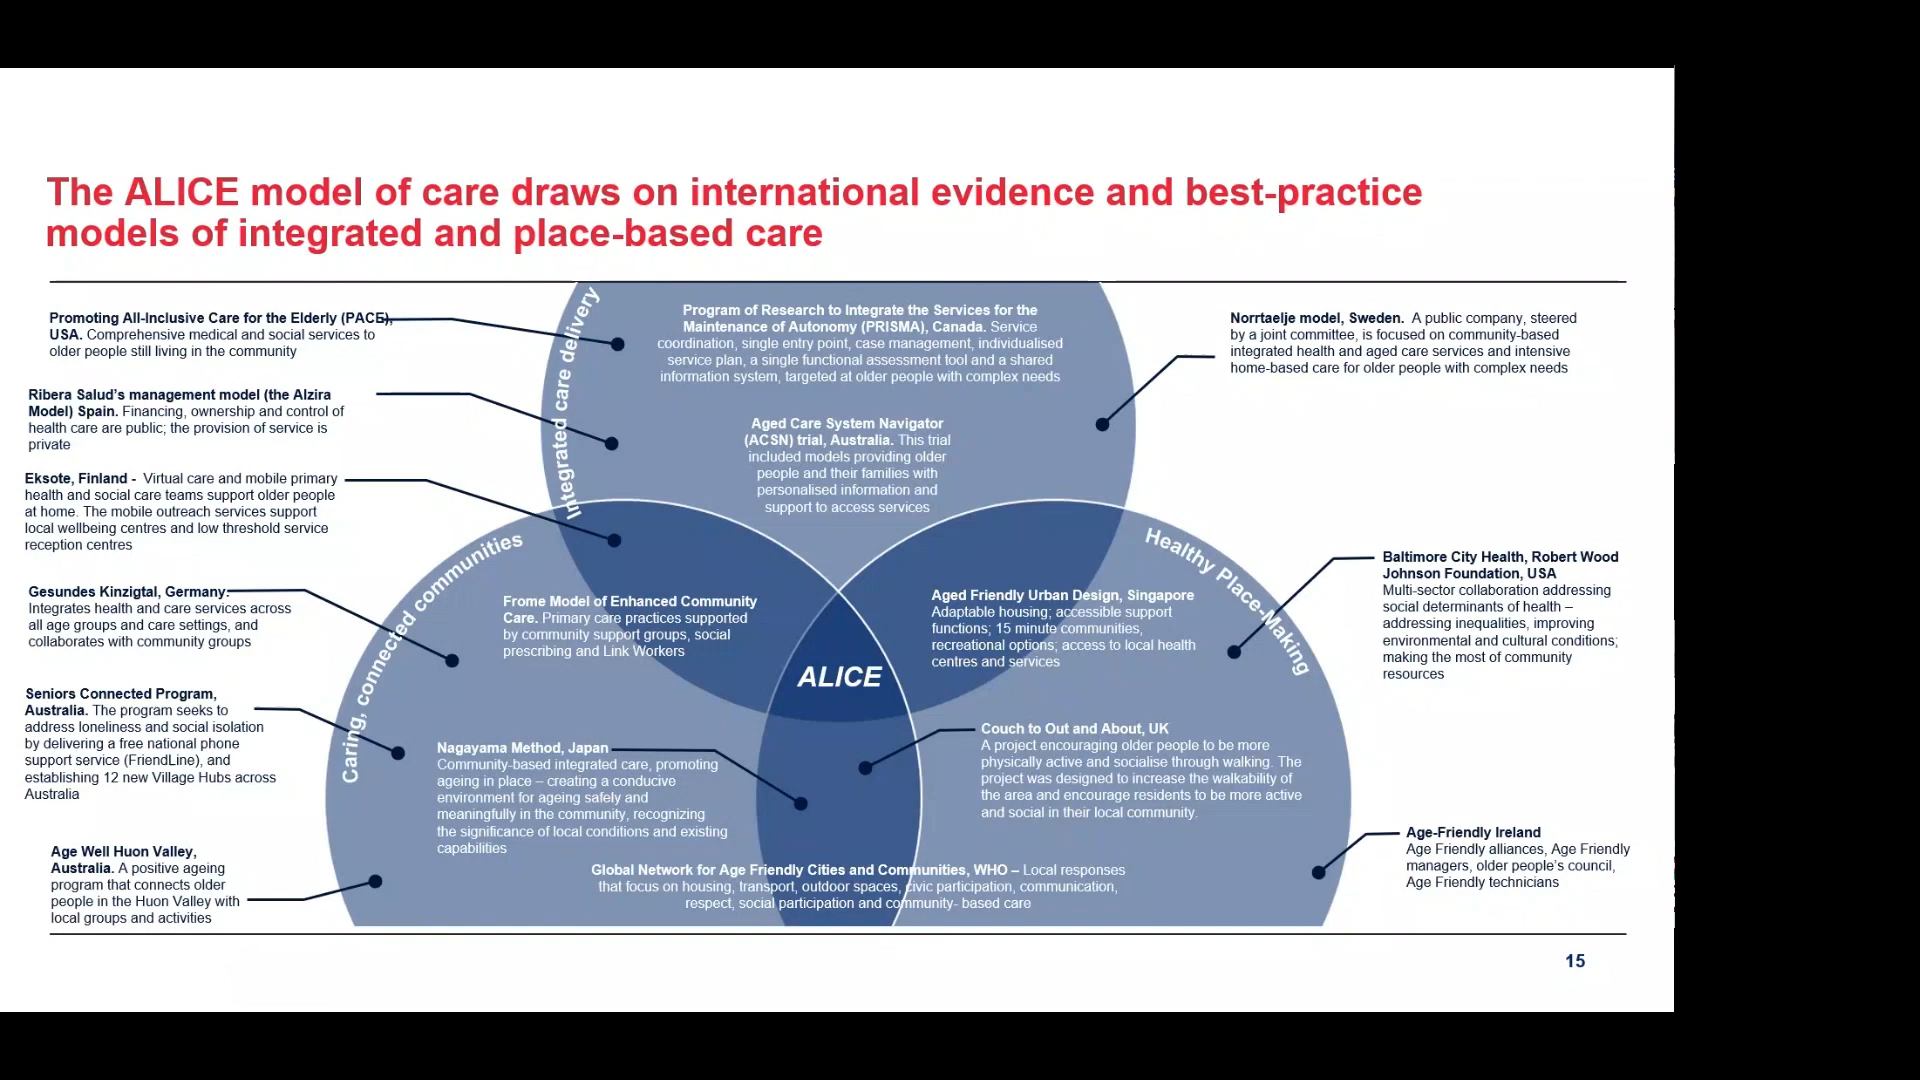 The ALICE model of care draws on international evidence and best-practice
models of integrated and place-based care
Promoting All-Inclusive Care for the Elderly (PACE),
USA. Comprehensive medical and social services to
older people still living in the community
Ribera Salud's management model (the Alzira
Model) Spain. Financing, ownership and control of
health care are public; the provision of service is
private
Eksote, Finland - Virtual care and mobile primary
health and social care teams support older people
at home. The mobile outreach services support
local wellbeing centres and low threshold service
reception centres
Gesundes Kinzigtal, Germany.
Integrates health and care services across
all age groups and care settings, and
collaborates with community groups
Seniors Connected Program,
Australia. The program seeks to
address loneliness and social isolation
by delivering a free national phone
support service (FriendLine), and
establishing 12 new Village Hubs across
Australia
Age Well Huon Valley,
Australia. A positive ageing
program that connects older
people in the Huon Valley with
local groups and activities
Integrated care delivery
Program of Research to Integrate the Services for the
Maintenance of Autonomy (PRISMA), Canada. Service
coordination, single entry point, case management, individualised
service plan, a single functional assessment tool and a shared
information system, targeted at older people with complex needs
Aged Care System Navigator
(ACSN) trial, Australia. This trial
included models providing older
people and their families with
personalised information and
support to access services
Caring, connected communities
Frome Model of Enhanced Community
Care. Primary care practices supported
by community support groups, social
prescribing and Link Workers
Nagayama Method, Japan
Community-based integrated care, promoting
ageing in place – creating a conducive
environment for ageing safely and
meaningfully in the community, recognizing
the significance of local conditions and existing
capabilities
ALICE
Healthy Place-Making
Aged Friendly Urban Design, Singapore
Adaptable housing; accessible support
functions; 15 minute communities,
recreational options; access to local health
centres and services
Couch to Out and About, UK
A project encouraging older people to be more
physically active and socialise through walking. The
project was designed to increase the walkability of
the area and encourage residents to be more active
and social in their local community.
Global Network for Age Friendly Cities and Communities, WHO – Local responses
that focus on housing, transport, outdoor spaces, civic participation, communication,
respect, social participation and community- based care
Norrtaelje model, Sweden. A public company, steered
by a joint committee, is focused on community-based
integrated health and aged care services and intensive
home-based care for older people with complex needs
Baltimore City Health, Robert Wood
Johnson Foundation, USA
Multi-sector collaboration addressing
social determinants of health –
addressing inequalities, improving
environmental and cultural conditions;
making the most of community
resources
Age-Friendly Ireland
Age Friendly alliances, Age Friendly
managers, older people's council,
Age Friendly technicians
15